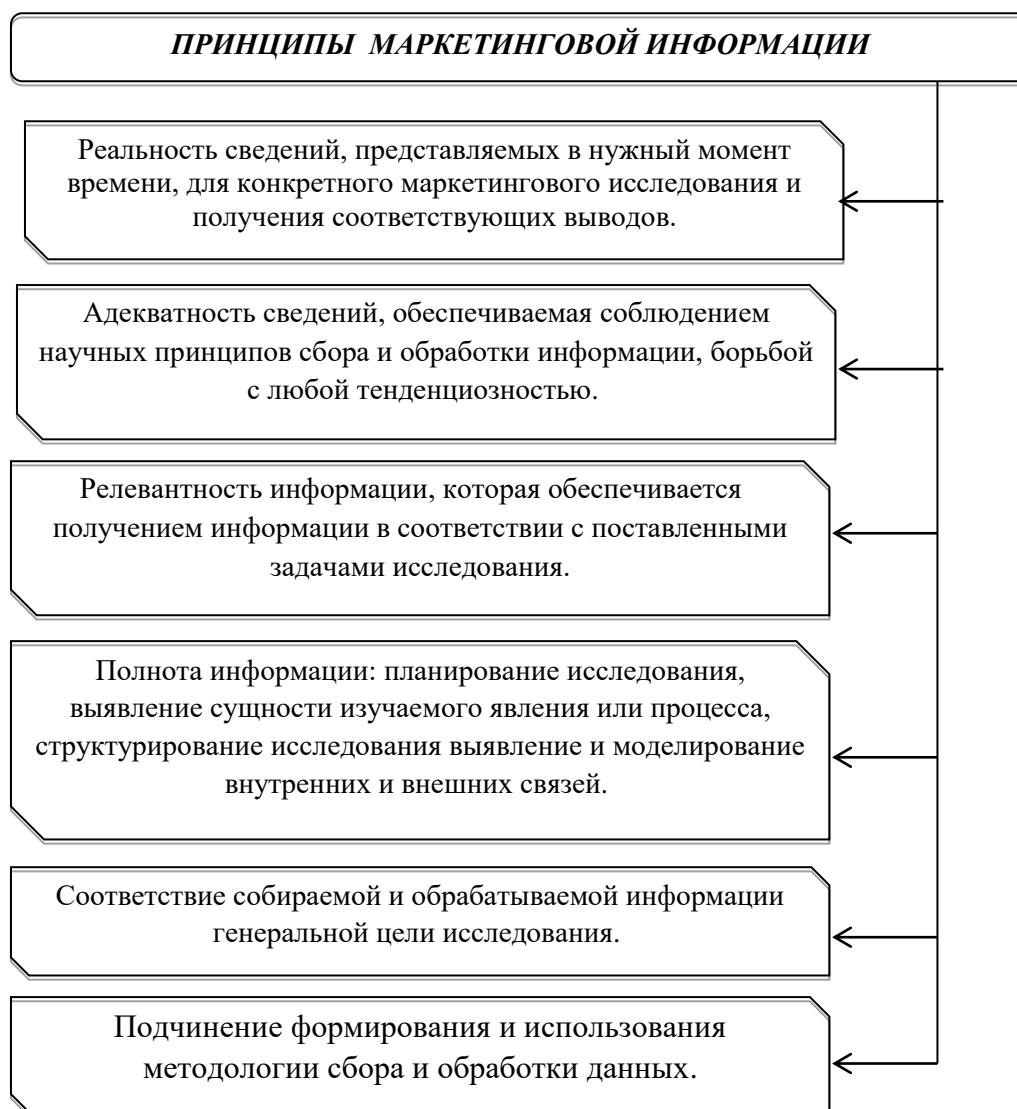 ПРИНЦИПЫ МАРКЕТИНГОВОЙ ИНФОРМАЦИИ
Реальность сведений, представляемых в нужный момент
времени, для конкретного маркетингового исследования и
получения соответствующих выводов.
Адекватность сведений, обеспечиваемая соблюдением
научных принципов сбора и обработки информации, борьбой
с любой тенденциозностью.
Релевантность информации, которая обеспечивается
получением информации в соответствии с поставленными
задачами исследования.
Полнота информации: планирование исследования,
выявление сущности изучаемого явления или процесса,
структурирование исследования выявление и моделирование
внутренних и внешних связей.
Соответствие собираемой и обрабатываемой информации
генеральной цели исследования.
Подчинение формирования и использования
методологии сбора и обработки данных.